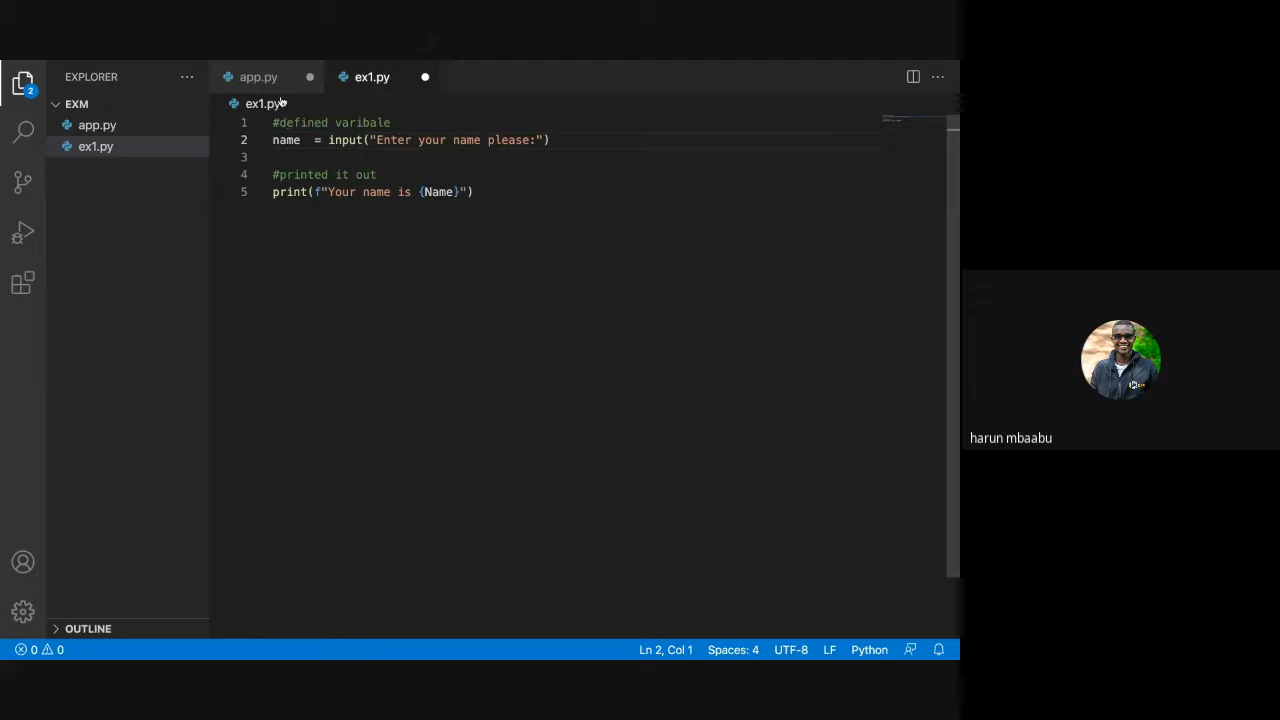 EXPLORER
app.py
ex1.py
2
EXM
app.py
ex1.py
ex1.py
1 #defined varibale
2 name  = input("Enter your name please:")
3
4 #printed it out
5 print(f"Your name is {Name}")
harun mbaabu
OUTLINE
0 0
Ln 2, Col 1
Spaces: 4
UTF-8
LF
Python